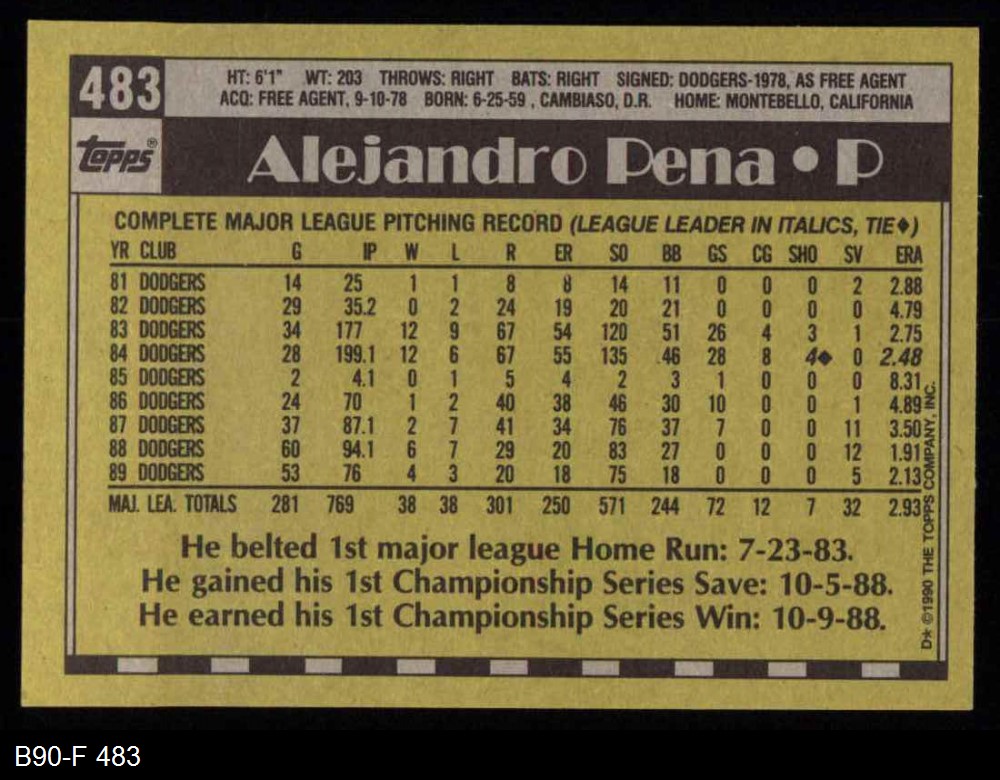 483
HT: 6'1" WT: 203 THROWS: RIGHT BATS: RIGHT SIGNED: DODGERS-1978, AS FREE AGENT
ACQ: FREE AGENT, 9-10-78 BORN: 6-25-59 , CAMBIASO, D.R. HOME: MONTEBELLO, CALIFORNIA
topps®
Alejandro Pena • P
COMPLETE MAJOR LEAGUE PITCHING RECORD (LEAGUE LEADER IN ITALICS, TIE♦)
YR CLUB G IP W L R ER SO BB GS CG SHO SV ERA
81 DODGERS 14 25 1 1 8 8 14 11 0 0 0 2 2.88
82 DODGERS 29 35.2 0 2 24 19 20 21 0 0 0 0 4.79
83 DODGERS 34 177 12 9 67 54 120 51 26 4 3 1 2.75
84 DODGERS 28 199.1 12 6 67 55 135 46 28 8 4♦ 0 2.48
85 DODGERS 2 4.1 0 1 5 4 2 3 1 0 0 0 8.31
86 DODGERS 24 70 1 2 40 38 46 30 10 0 0 1 4.89
87 DODGERS 37 87.1 2 7 41 34 76 37 7 0 0 11 3.50
88 DODGERS 60 94.1 6 7 29 20 83 27 0 0 0 12 1.91
89 DODGERS 53 76 4 3 20 18 75 18 0 0 0 5 2.13
MAJ. LEA. TOTALS 281 769 38 38 301 250 571 244 72 12 7 32 2.93
He belted 1st major league Home Run: 7-23-83.
He gained his 1st Championship Series Save: 10-5-88.
He earned his 1st Championship Series Win: 10-9-88.
D* ©1990 THE TOPPS COMPANY, INC.
B90-F 483